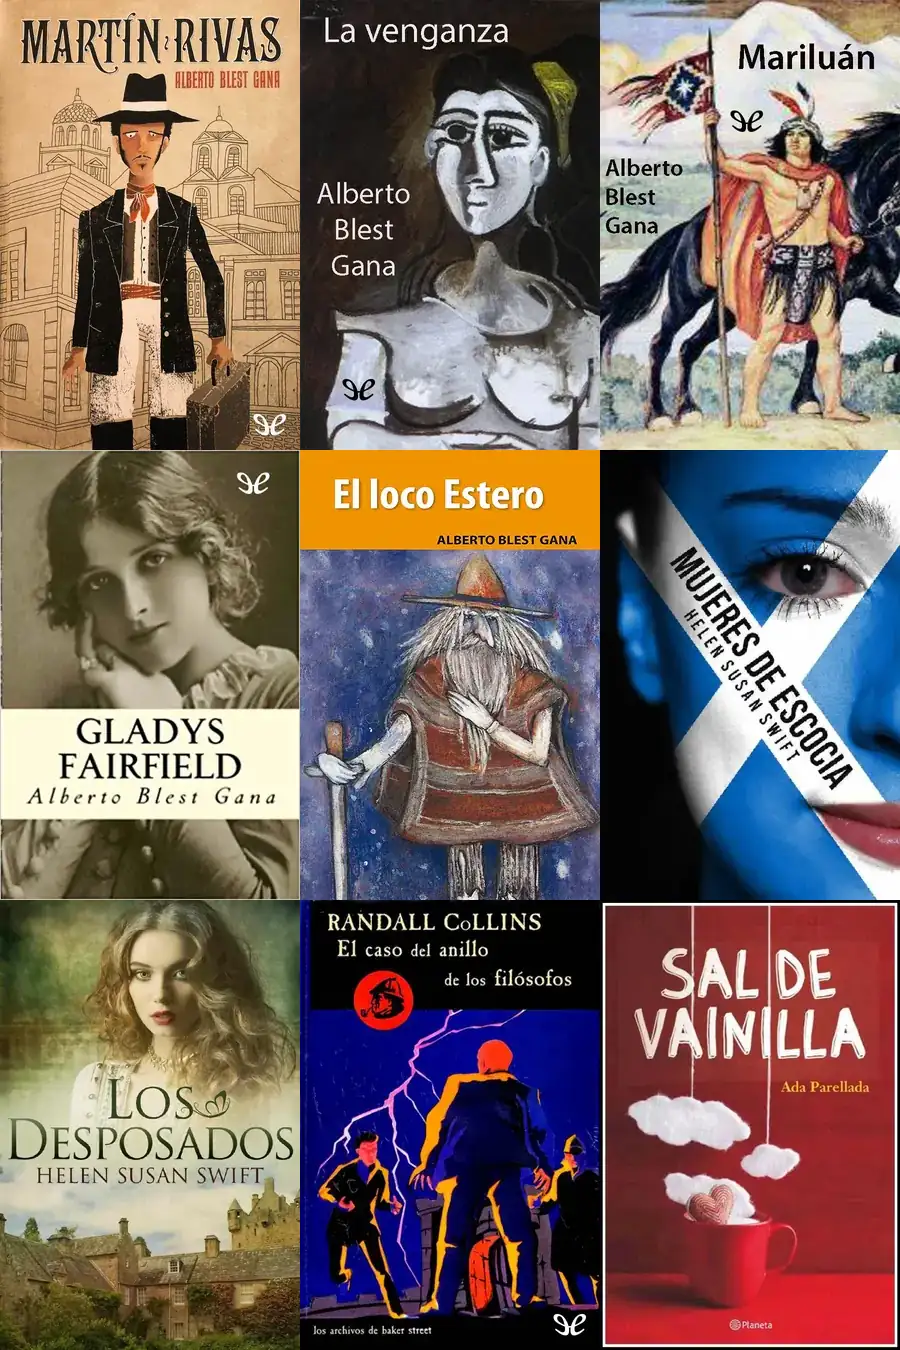 MARTÍN RIVAS
ALBERTO BLEST GANA
La venganza
Alberto
Blest
Gana
Mariluán
Alberto
Blest
Gana
GLADYS
FAIRFIELD
Alberto Blest Gana
El loco Estero
ALBERTO BLEST GANA
MUJERES DE ESCOCIA
HELEN SUSAN SWIFT
LOS
DESPOSADOS
HELEN SUSAN SWIFT
RANDALL COLLINS
El caso del anillo
de los filósofos
los archivos de baker street
SAL DE
VAINILLA
Ada Parellada
Planeta